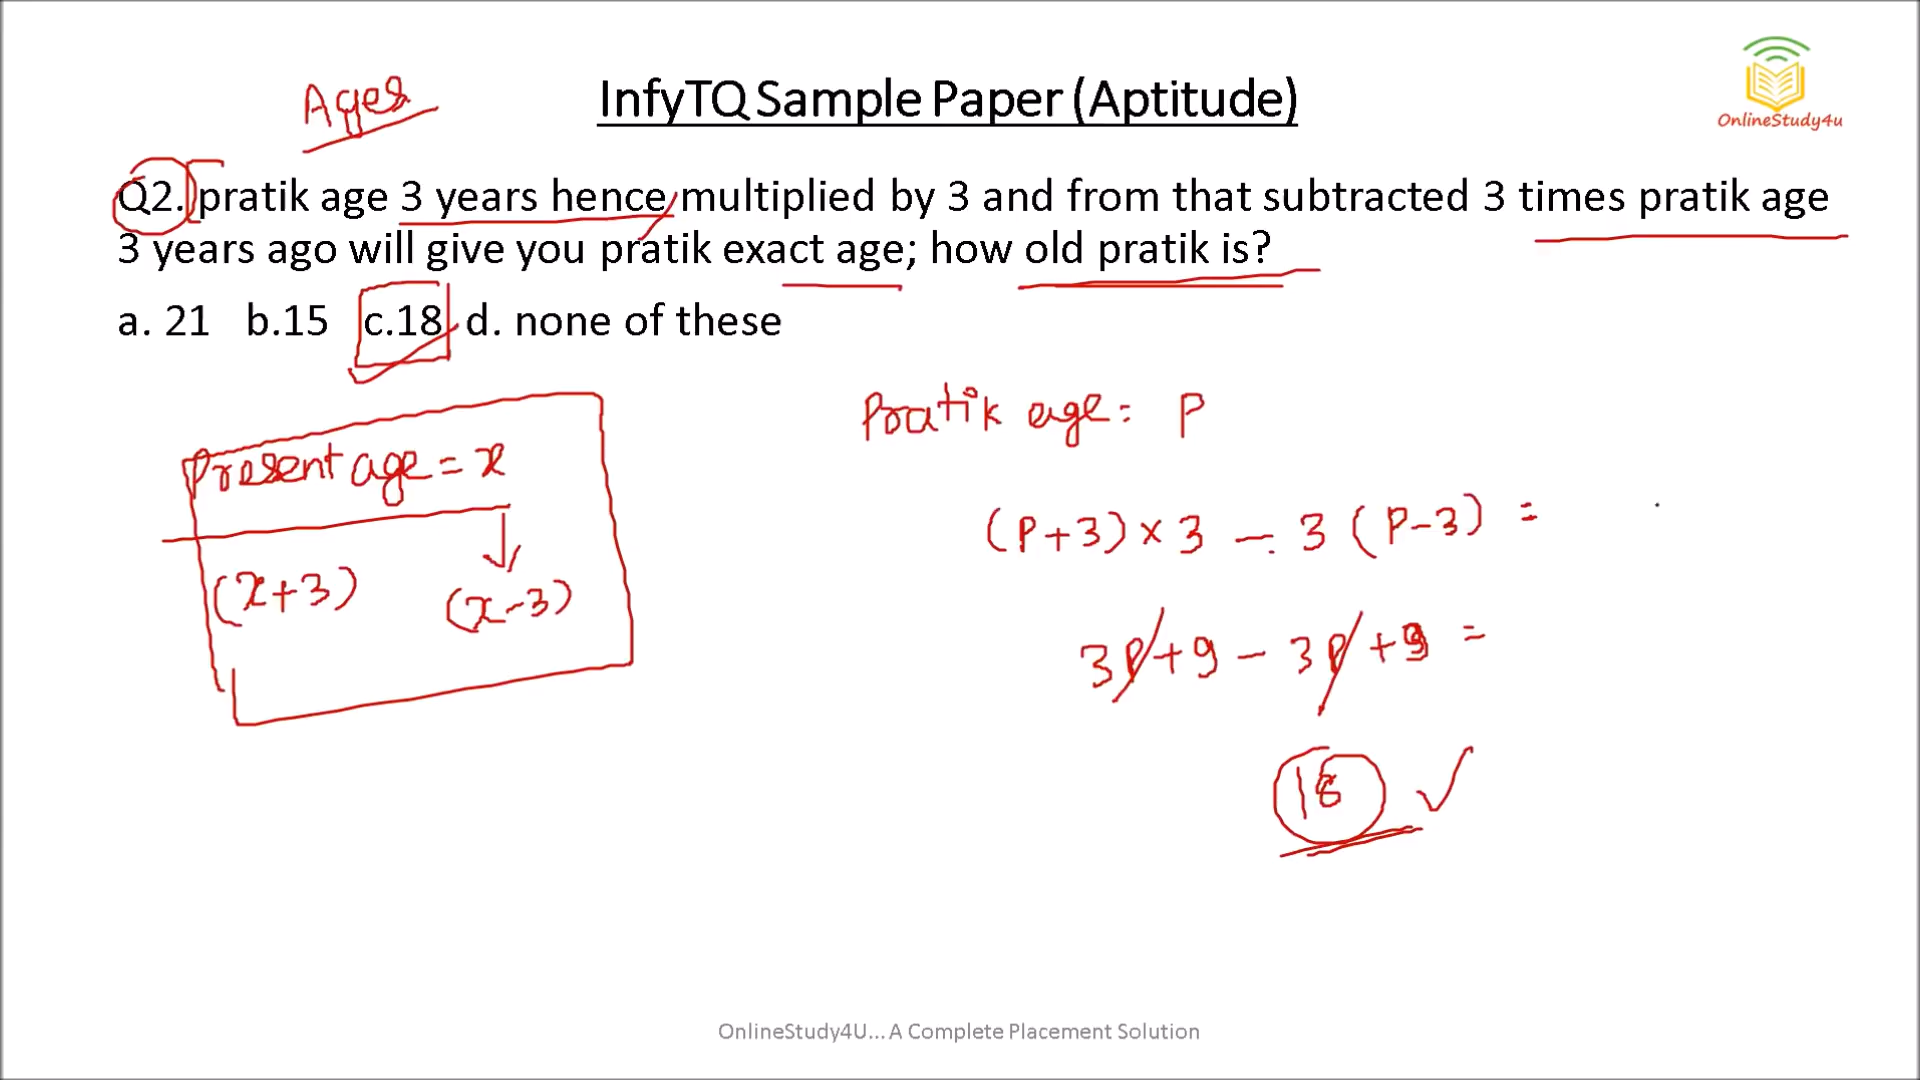 Ages
InfyTQ Sample Paper (Aptitude)
OnlineStudy4u
Q2. pratik age 3 years hence multiplied by 3 and from that subtracted 3 times pratik age
3 years ago will give you pratik exact age; how old pratik is?
a. 21 b.15 c.18 d. none of these
Pratik age = P
Present age = x
(P+3) × 3 - 3 (P-3) =
(x+3) (x-3)
3P+9 - 3P+9 =
18
OnlineStudy4U... A Complete Placement Solution